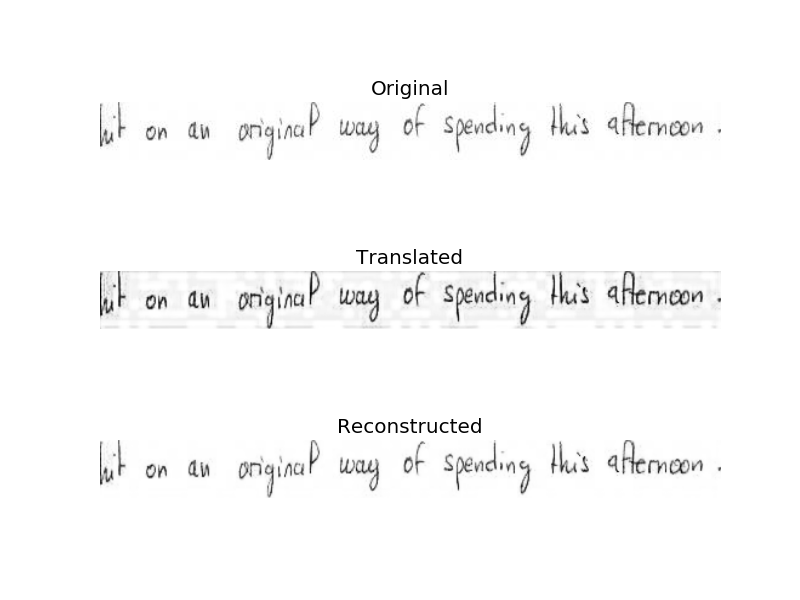 Original
hit on an original way of spending this afternoon .
Translated
hit on an original way of spending this afternoon .
Reconstructed
hit on an original way of spending this afternoon .